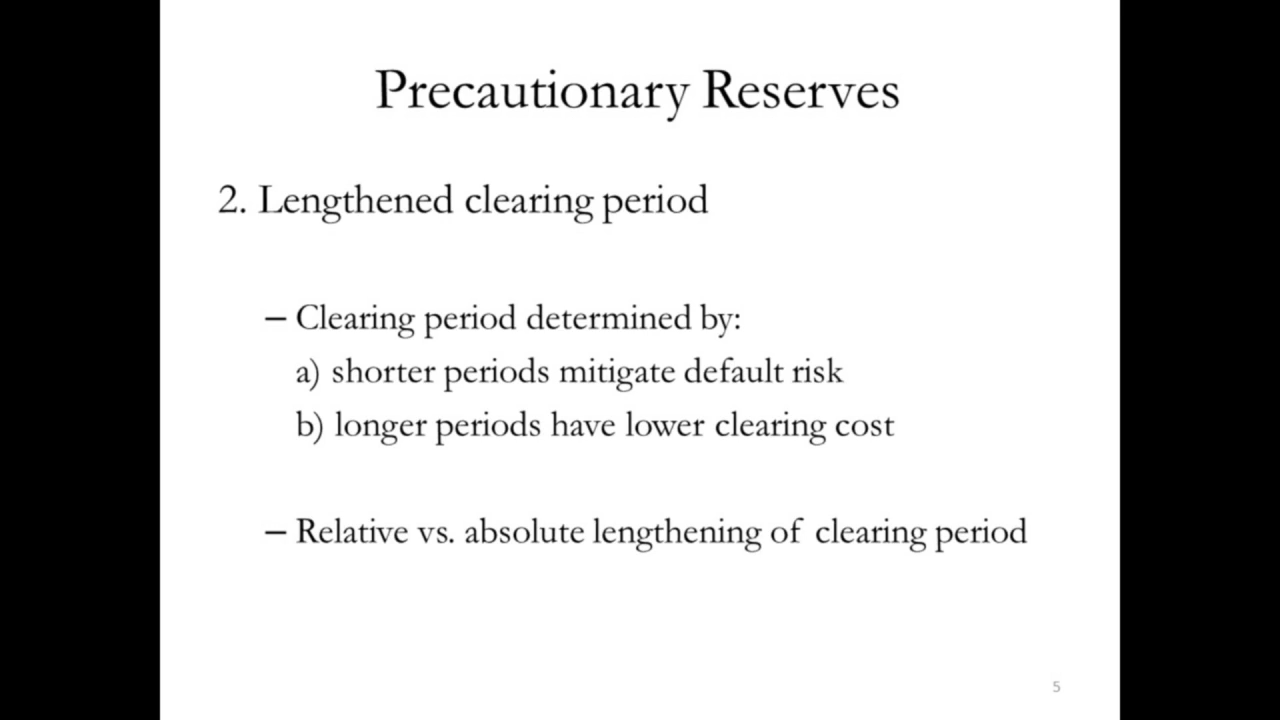 Precautionary Reserves
2. Lengthened clearing period
– Clearing period determined by:
a) shorter periods mitigate default risk
b) longer periods have lower clearing cost
– Relative vs. absolute lengthening of clearing period
5